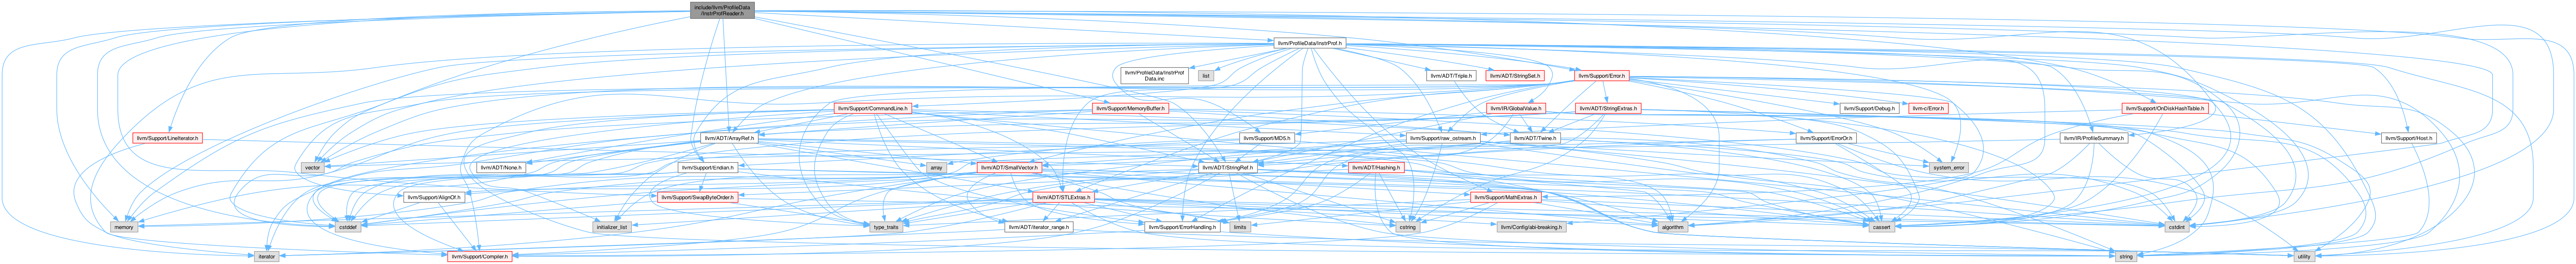 include/llvm/ProfileData
/InstrProfReader.h
llvm/ProfileData/InstrProf.h
llvm/ProfileData/InstrProf
Data.inc
list
llvm/ADT/Triple.h
llvm/ADT/StringSet.h
llvm/Support/Error.h
llvm/Support/CommandLine.h
llvm/Support/MemoryBuffer.h
llvm/IR/GlobalValue.h
llvm/ADT/StringExtras.h
llvm/Support/Debug.h
llvm-c/Error.h
llvm/Support/OnDiskHashTable.h
llvm/Support/LineIterator.h
llvm/ADT/ArrayRef.h
llvm/Support/MD5.h
llvm/Support/raw_ostream.h
llvm/ADT/Twine.h
llvm/Support/ErrorOr.h
llvm/IR/ProfileSummary.h
llvm/Support/Host.h
vector
llvm/ADT/None.h
llvm/Support/Endian.h
array
llvm/ADT/SmallVector.h
llvm/ADT/StringRef.h
llvm/ADT/Hashing.h
system_error
llvm/Support/AlignOf.h
llvm/Support/SwapByteOrder.h
llvm/ADT/STLExtras.h
llvm/Support/MathExtras.h
memory
cstddef
initializer_list
type_traits
llvm/ADT/iterator_range.h
llvm/Support/ErrorHandling.h
limits
cstring
llvm/Config/abi-breaking.h
algorithm
cassert
cstdint
iterator
llvm/Support/Compiler.h
string
utility